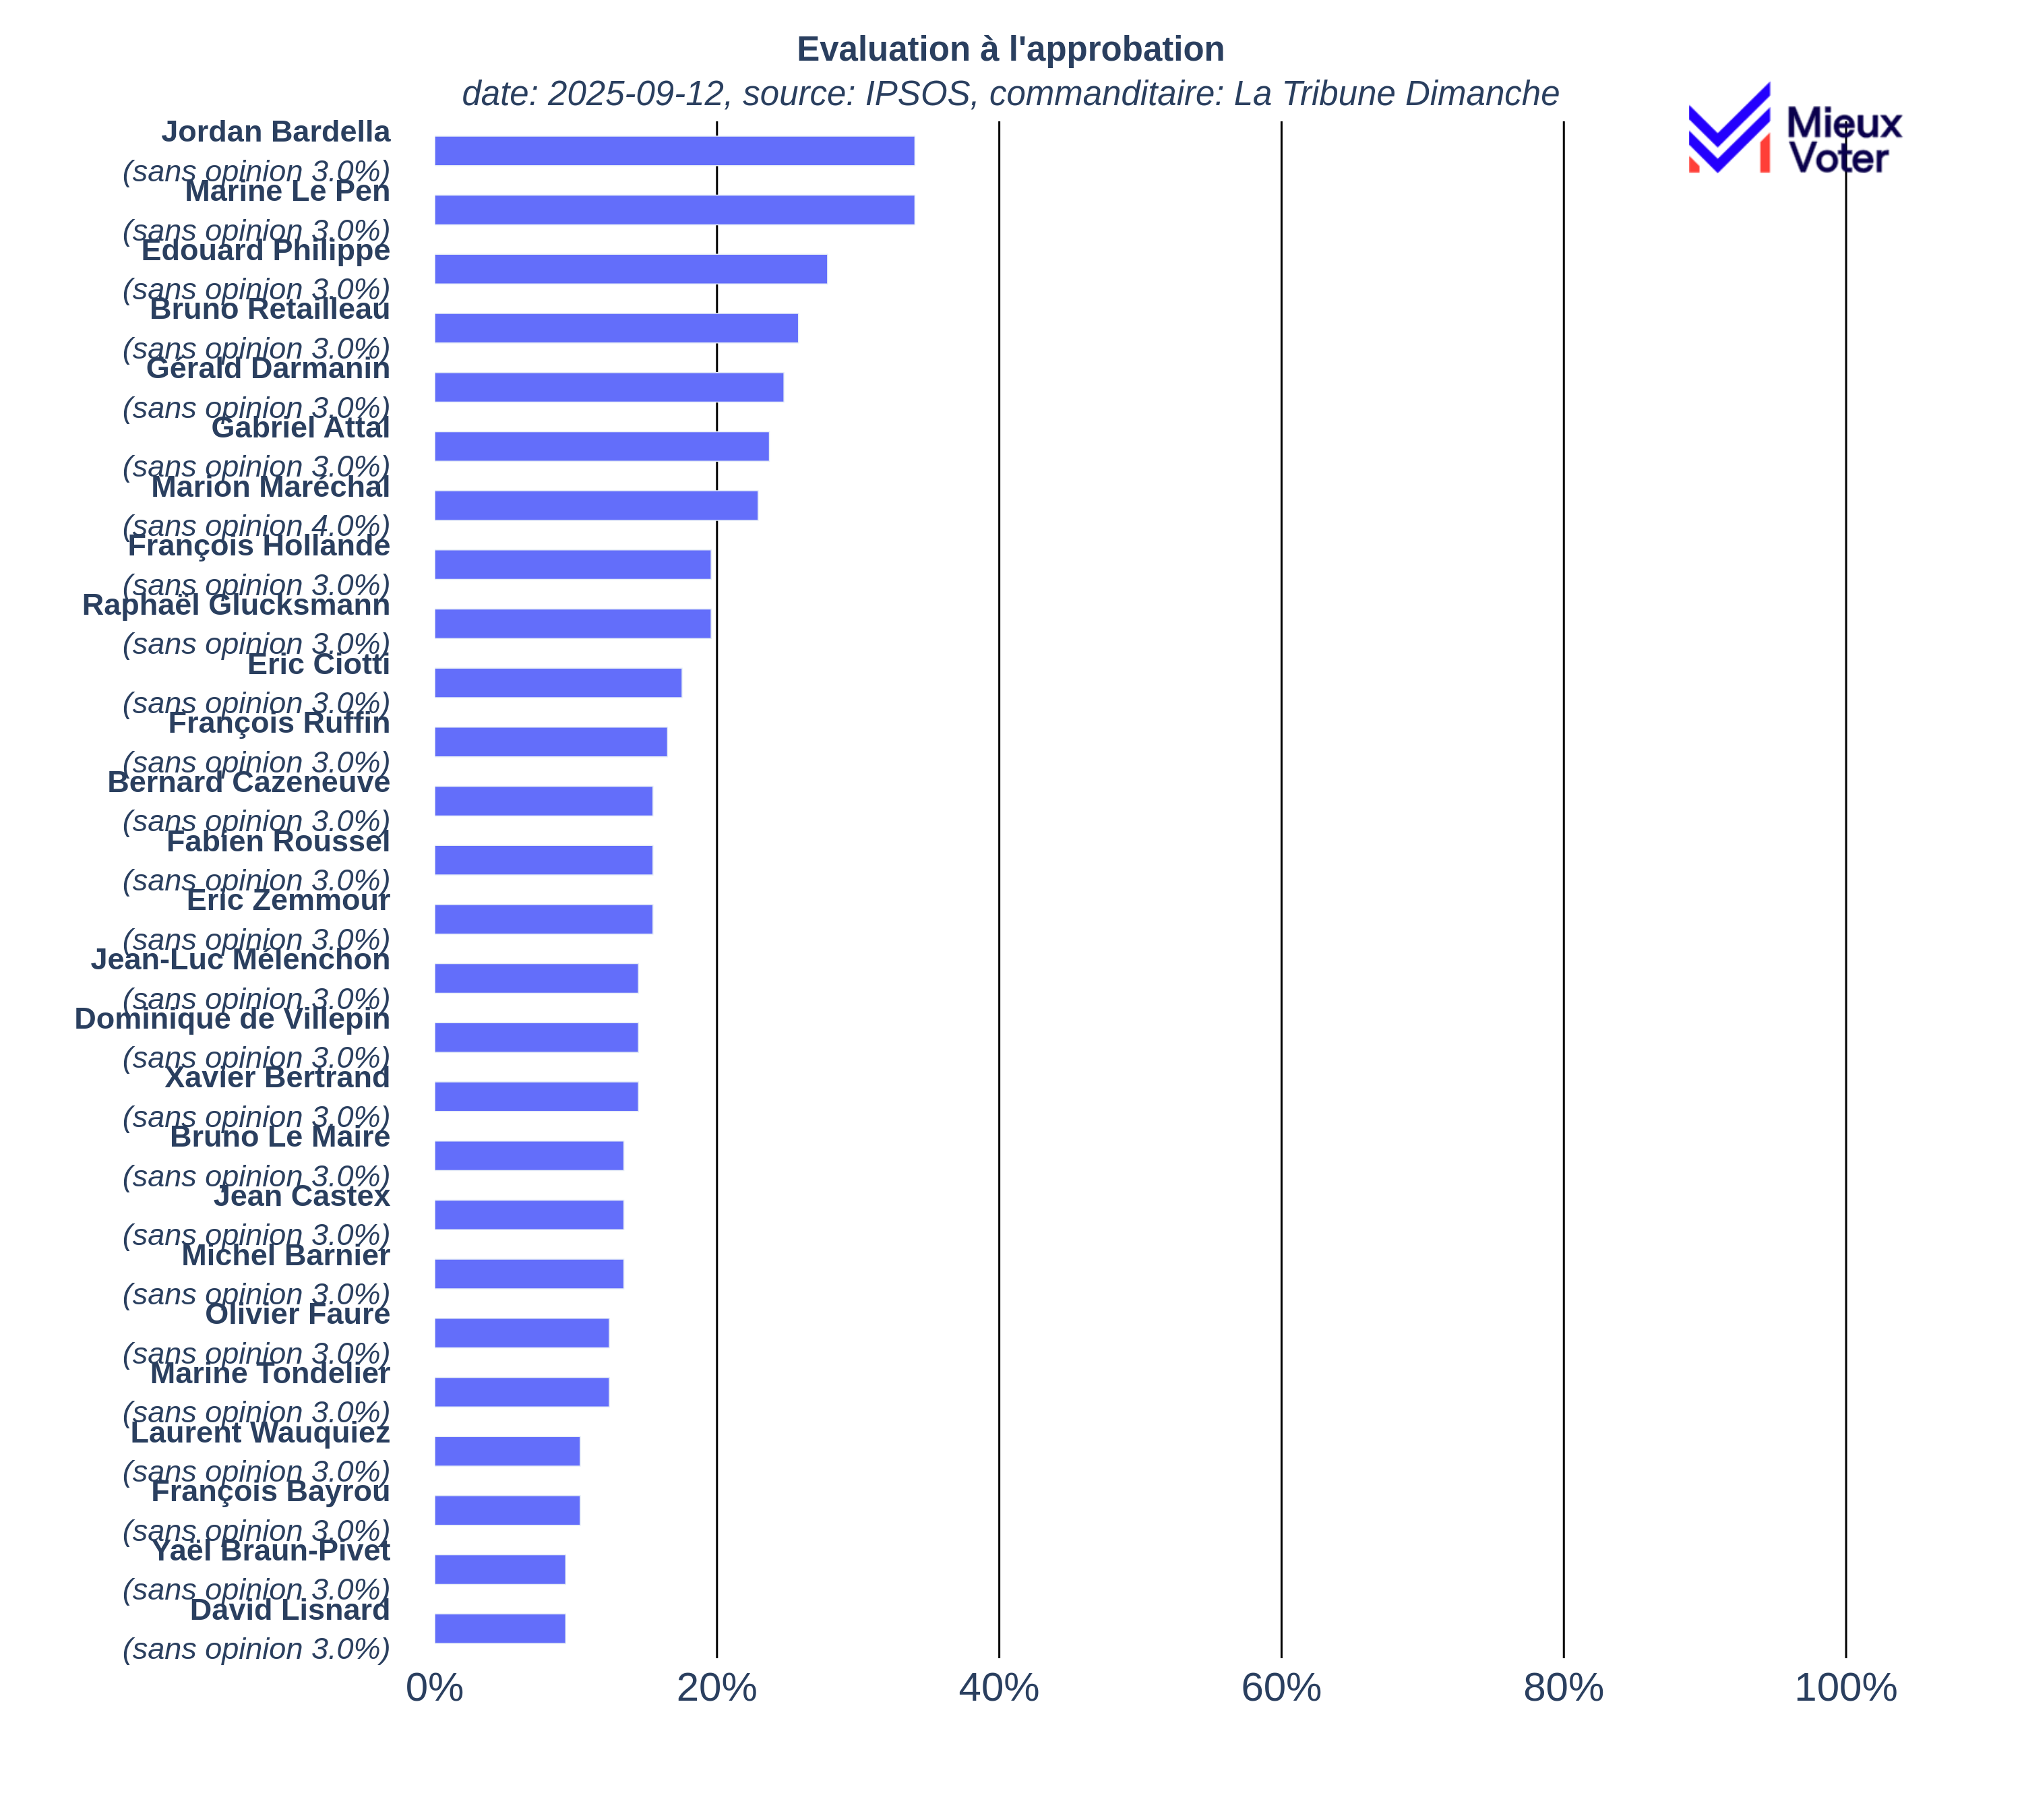 Evaluation à l'approbation
date: 2025-09-12, source: IPSOS, commanditaire: La Tribune Dimanche
Mieux
Voter
Jordan Bardella
(sans opinion 3.0%)
Marine Le Pen
(sans opinion 3.0%)
Edouard Philippe
(sans opinion 3.0%)
Bruno Retailleau
(sans opinion 3.0%)
Gérald Darmanin
(sans opinion 3.0%)
Gabriel Attal
(sans opinion 3.0%)
Marion Maréchal
(sans opinion 4.0%)
François Hollande
(sans opinion 3.0%)
Raphaël Glucksmann
(sans opinion 3.0%)
Eric Ciotti
(sans opinion 3.0%)
François Ruffin
(sans opinion 3.0%)
Bernard Cazeneuve
(sans opinion 3.0%)
Fabien Roussel
(sans opinion 3.0%)
Eric Zemmour
(sans opinion 3.0%)
Jean-Luc Mélenchon
(sans opinion 3.0%)
Dominique de Villepin
(sans opinion 3.0%)
Xavier Bertrand
(sans opinion 3.0%)
Bruno Le Maire
(sans opinion 3.0%)
Jean Castex
(sans opinion 3.0%)
Michel Barnier
(sans opinion 3.0%)
Olivier Faure
(sans opinion 3.0%)
Marine Tondelier
(sans opinion 3.0%)
Laurent Wauquiez
(sans opinion 3.0%)
François Bayrou
(sans opinion 3.0%)
Yaël Braun-Pivet
(sans opinion 3.0%)
David Lisnard
(sans opinion 3.0%)
0% 20% 40% 60% 80% 100%